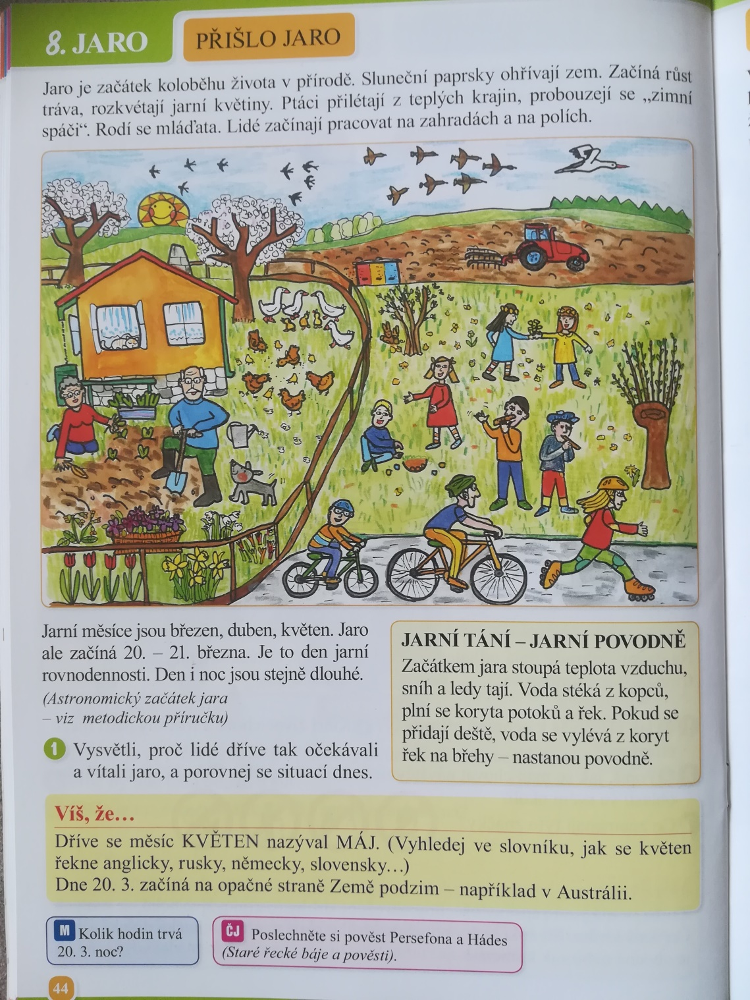 8. JARO
PŘIŠLO JARO
Jaro je začátek koloběhu života v přírodě. Sluneční paprsky ohřívají zem. Začíná růst
tráva, rozkvétají jarní květiny. Ptáci přilétají z teplých krajin, probouzejí se „zimní
spáči“. Rodí se mláďata. Lidé začínají pracovat na zahradách a na polích.
Jarní měsíce jsou březen, duben, květen. Jaro
ale začíná 20. – 21. března. Je to den jarní
rovnodennosti. Den i noc jsou stejně dlouhé.
(Astronomický začátek jara
– viz metodickou příručku)
1 Vysvětli, proč lidé dříve tak očekávali
a vítali jaro, a porovnej se situací dnes.
JARNÍ TÁNÍ – JARNÍ POVODNĚ
Začátkem jara stoupá teplota vzduchu,
sníh a ledy tají. Voda stéká z kopců,
plní se koryta potoků a řek. Pokud se
přidají deště, voda se vylévá z koryt
řek na břehy – nastanou povodně.
Víš, že...
Dříve se měsíc KVĚTEN nazýval MÁJ. (Vyhledej ve slovníku, jak se květen
řekne anglicky, rusky, německy, slovensky...)
Dne 20. 3. začíná na opačné straně Země podzim – například v Austrálii.
M Kolik hodin trvá
20. 3. noc?
ČJ Poslechněte si pověst Persefona a Hádes
(Staré řecké báje a pověsti).
44